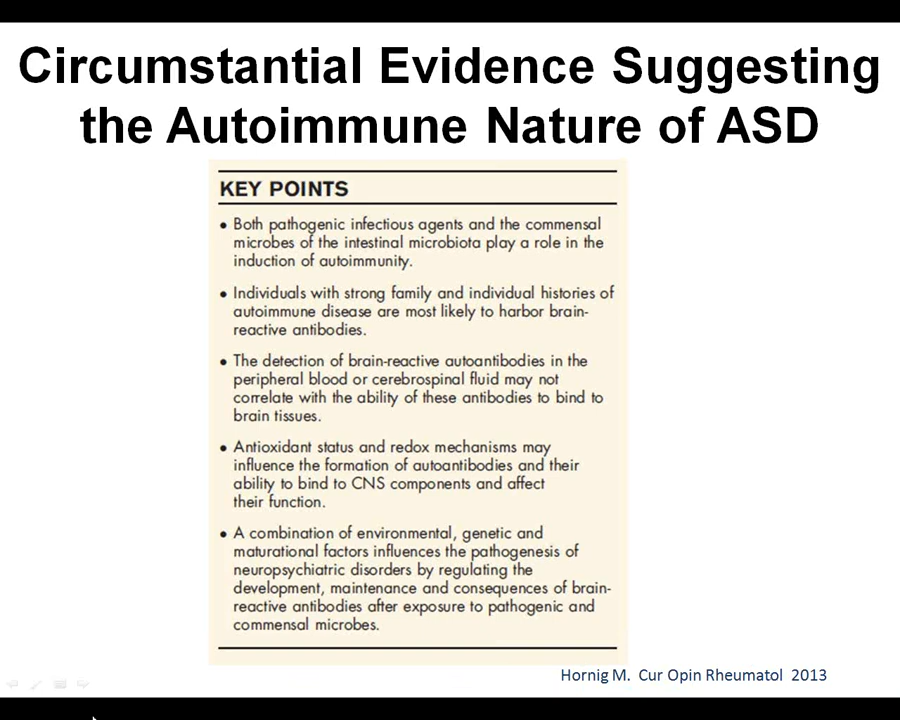 Circumstantial Evidence Suggesting
the Autoimmune Nature of ASD
KEY POINTS
• Both pathogenic infectious agents and the commensal
microbes of the intestinal microbiota play a role in the
induction of autoimmunity.
• Individuals with strong family and individual histories of
autoimmune disease are most likely to harbor brain-
reactive antibodies.
• The detection of brain-reactive autoantibodies in the
peripheral blood or cerebrospinal fluid may not
correlate with the ability of these antibodies to bind to
brain tissues.
• Antioxidant status and redox mechanisms may
influence the formation of autoantibodies and their
ability to bind to CNS components and affect
their function.
• A combination of environmental, genetic and
maturational factors influences the pathogenesis of
neuropsychiatric disorders by regulating the
development, maintenance and consequences of brain-
reactive antibodies after exposure to pathogenic and
commensal microbes.
Hornig M. Cur Opin Rheumatol 2013